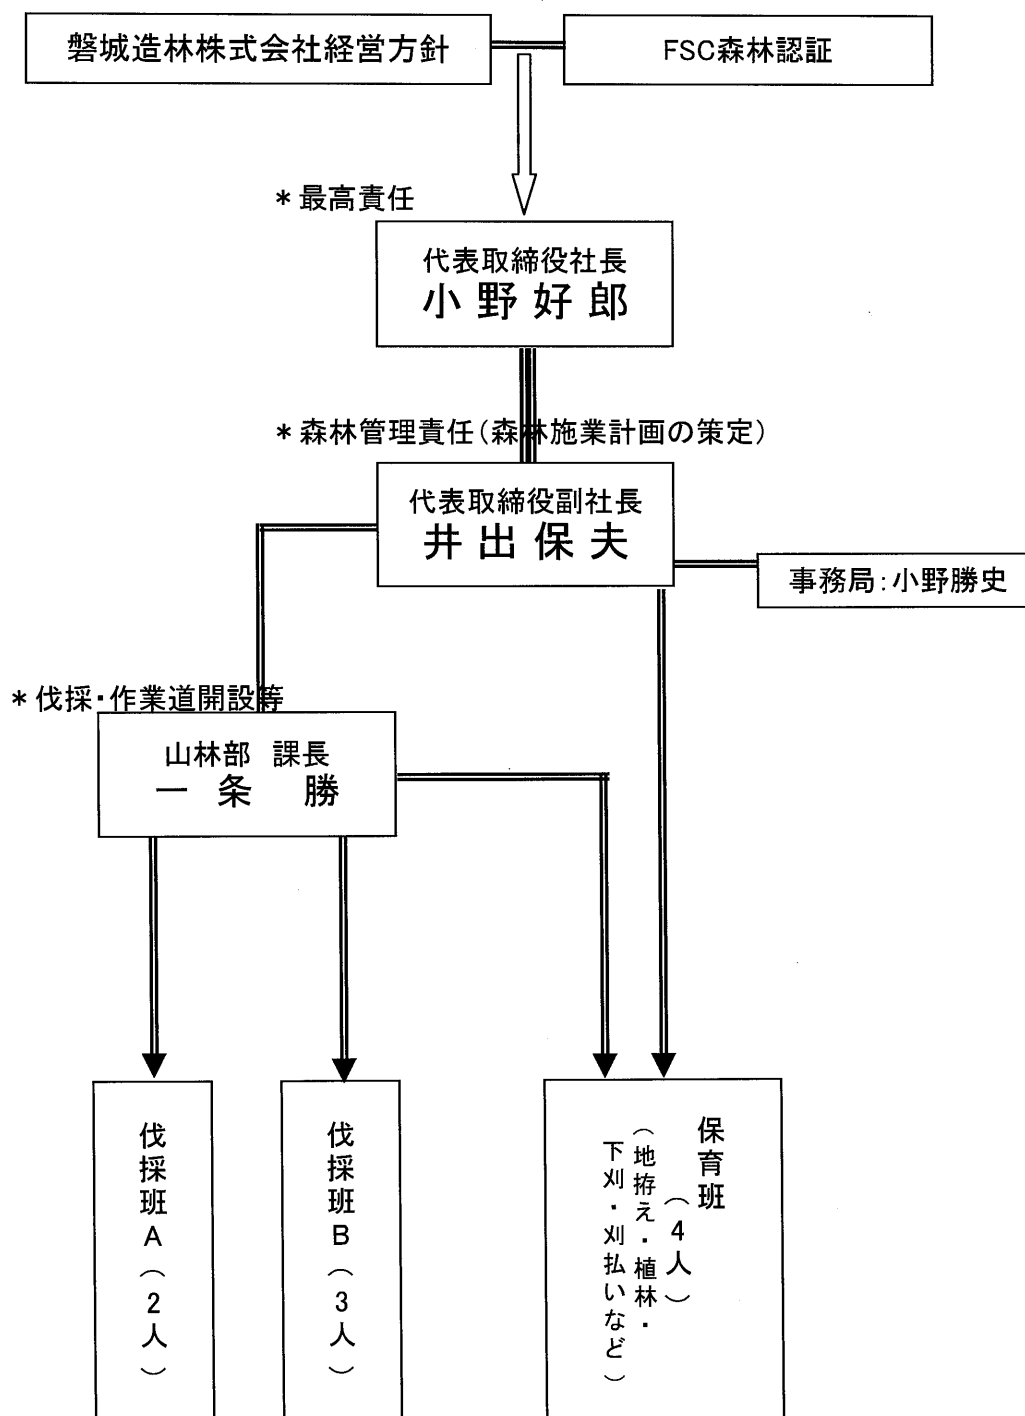 磐城造林株式会社経営方針
FSC森林認証
＊最高責任
代表取締役社長
小野好郎
＊森林管理責任（森林施業計画の策定）
代表取締役副社長
井出保夫
事務局：小野勝史
＊伐採・作業道開設等
山林部　課長
一条　勝
伐採班A（2人）
伐採班B（3人）
保育班
（4人）
（地拵え・植林・
下刈・刈払いなど）